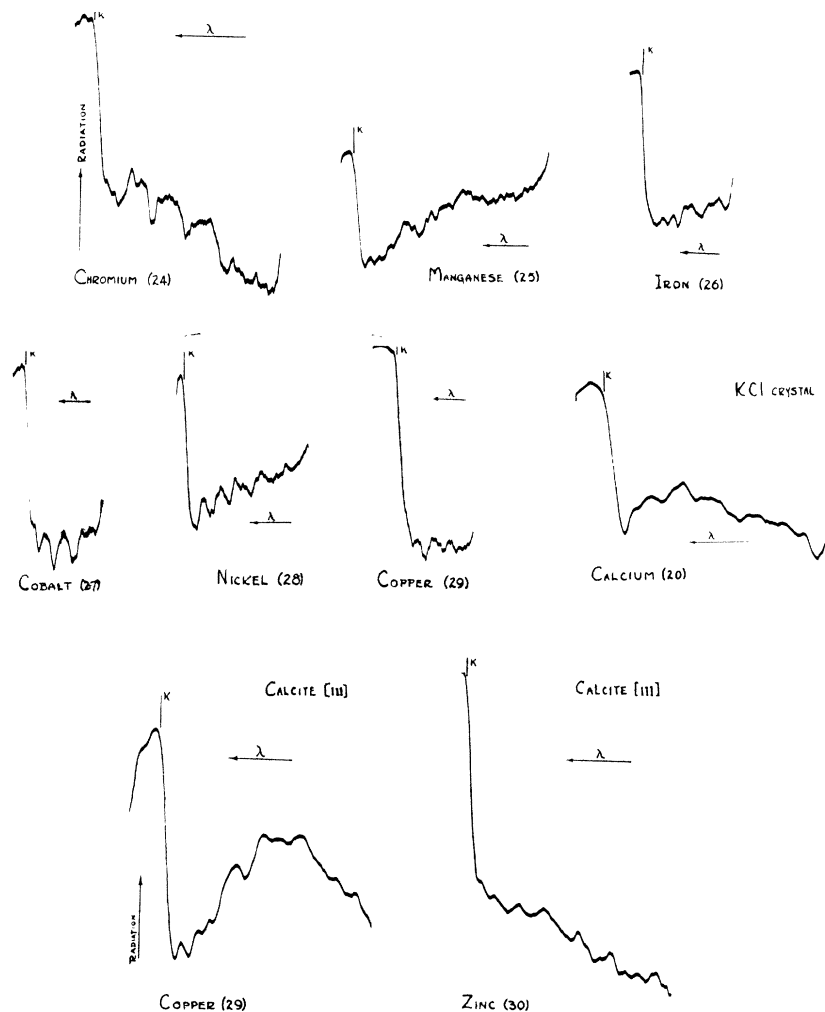 K
λ
RADIATION
CHROMIUM (24)
K
λ
MANGANESE (25)
K
λ
IRON (26)
K
λ
COBALT (27)
K
λ
NICKEL (28)
K
λ
COPPER (29)
K
KCl CRYSTAL
λ
CALCIUM (20)
K
CALCITE [111]
λ
RADIATION
COPPER (29)
K
CALCITE [111]
λ
ZINC (30)